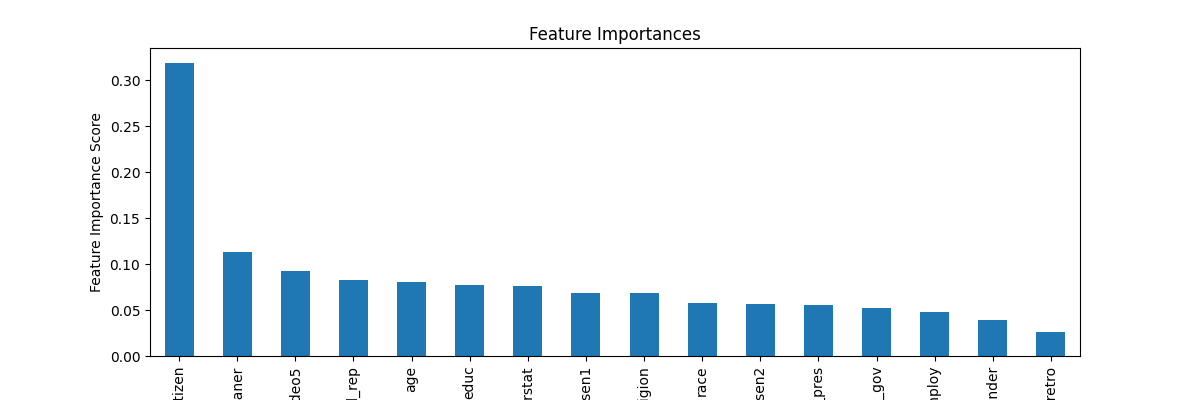 Feature Importances
Feature Importance Score
0.30
0.25
0.20
0.15
0.10
0.05
0.00
tizen
aner
deo5
l_rep
age
educ
rstat
sen1
igion
race
sen2
_pres
_gov
nploy
nder
retro